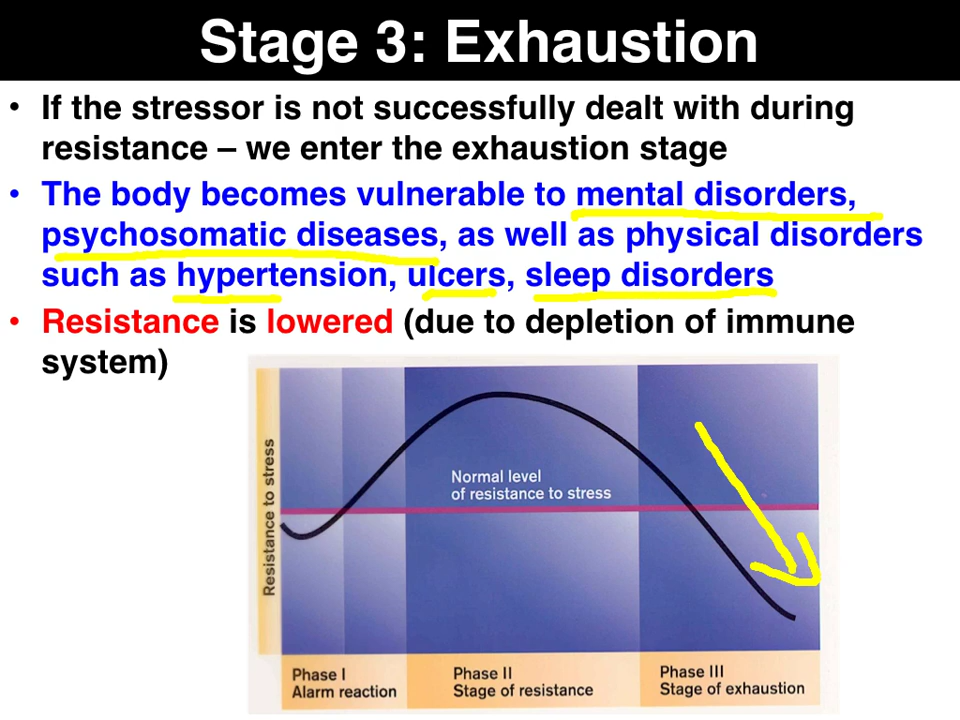 Stage 3: Exhaustion
• If the stressor is not successfully dealt with during
resistance – we enter the exhaustion stage
• The body becomes vulnerable to mental disorders,
psychosomatic diseases, as well as physical disorders
such as hypertension, ulcers, sleep disorders
• Resistance is lowered (due to depletion of immune
system)
Resistance to stress
Normal level
of resistance to stress
Phase I
Alarm reaction
Phase II
Stage of resistance
Phase III
Stage of exhaustion